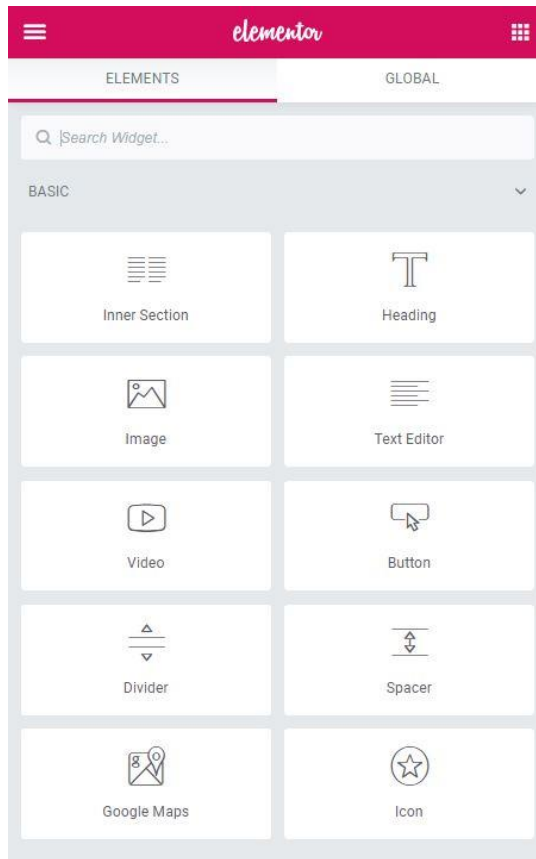 elementor
ELEMENTS GLOBAL
Search Widget...
BASIC
Inner Section Heading
Image Text Editor
Video Button
Divider Spacer
g
Google Maps Icon